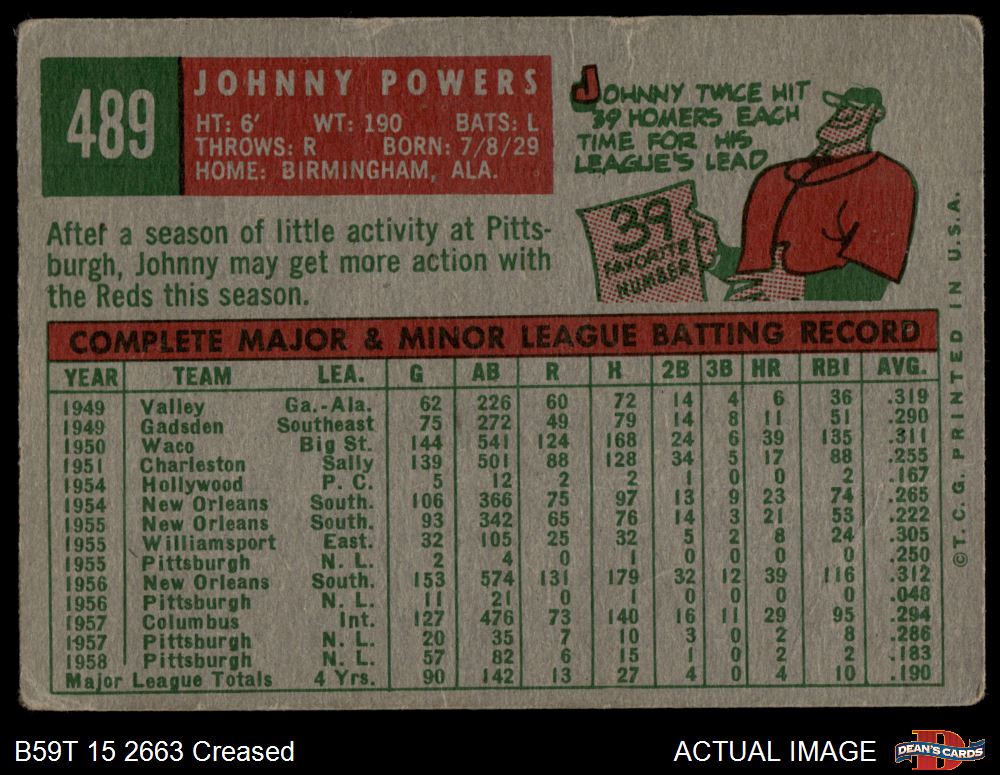 489
JOHNNY POWERS
HT: 6' WT: 190 BATS: L
THROWS: R BORN: 7/8/29
HOME: BIRMINGHAM, ALA.
JOHNNY TWICE HIT
39 HOMERS EACH
TIME FOR HIS
LEAGUE'S LEAD
39
FAVORITE
NUMBER
After a season of little activity at Pitts-
burgh, Johnny may get more action with
the Reds this season.
COMPLETE MAJOR & MINOR LEAGUE BATTING RECORD
YEAR TEAM LEA. G AB R H 2B 3B HR RBI AVG.
1949 Valley Ga.-Ala. 62 226 60 72 14 4 6 36 .319
1949 Gadsden Southeast 75 272 49 79 14 8 11 51 .290
1950 Waco Big St. 144 541 124 168 24 6 39 135 .311
1951 Charleston Sally 139 501 88 128 34 5 17 88 .255
1954 Hollywood P. C. 5 12 2 2 1 0 0 2 .167
1954 New Orleans South. 106 366 75 97 13 9 23 74 .265
1955 New Orleans South. 93 342 65 76 14 3 21 53 .222
1955 Williamsport East. 32 105 25 32 5 2 8 24 .305
1955 Pittsburgh N. L. 2 4 0 1 0 0 0 0 .250
1956 New Orleans South. 153 574 131 179 32 12 39 116 .312
1956 Pittsburgh N. L. 11 21 0 1 0 0 0 0 .048
1957 Columbus Int. 127 476 73 140 16 11 29 95 .294
1957 Pittsburgh N. L. 20 35 7 10 3 0 2 8 .286
1958 Pittsburgh N. L. 57 82 6 15 1 0 2 2 .183
Major League Totals 4 Yrs. 90 142 13 27 4 0 4 10 .190
©T.C.G. PRINTED IN U.S.A.
B59T 15 2663 Creased
ACTUAL IMAGE
D
DEAN'S CARDS